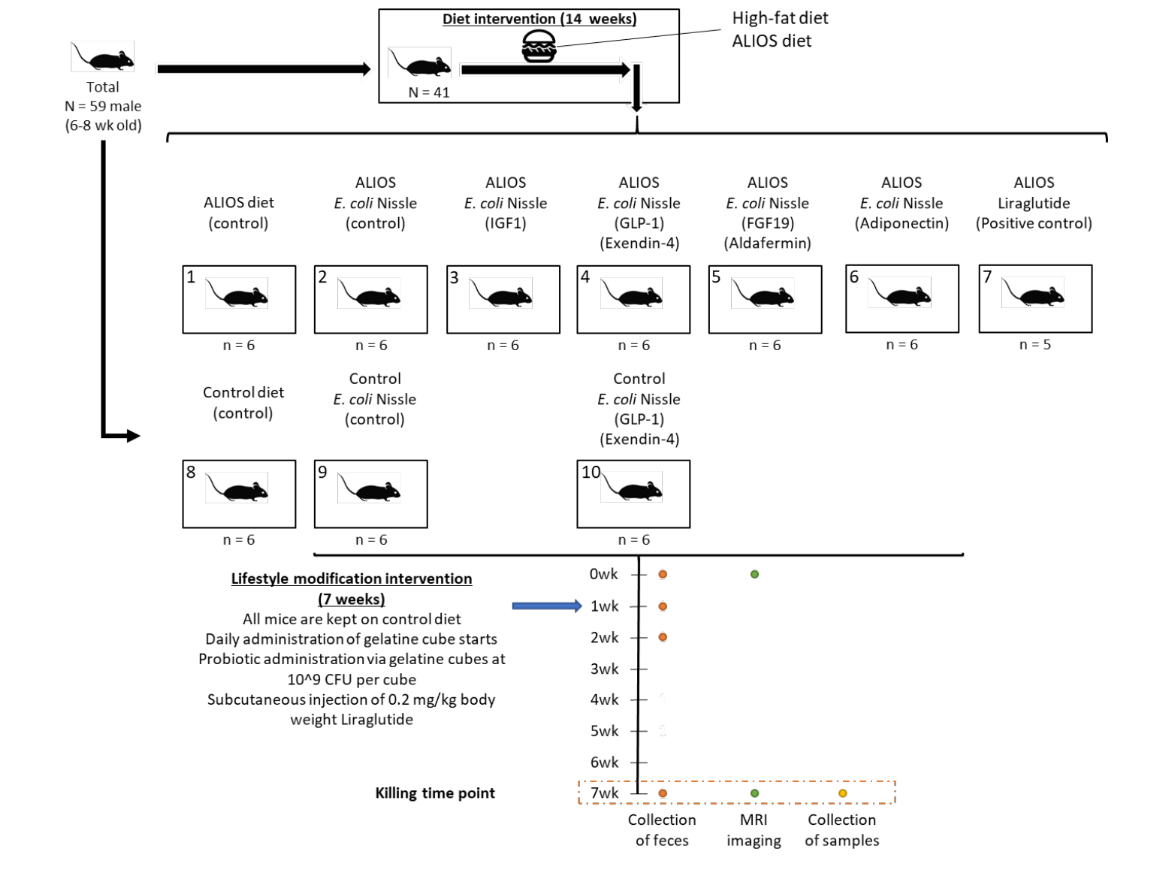 Diet intervention (14 weeks)
High-fat diet
ALIOS diet
Total
N = 59 male
(6-8 wk old)
N = 41
ALIOS diet
(control)
ALIOS
E. coli Nissle
(control)
ALIOS
E. coli Nissle
(IGF1)
ALIOS
E. coli Nissle
(GLP-1)
(Exendin-4)
ALIOS
E. coli Nissle
(FGF19)
(Aldafermin)
ALIOS
E. coli Nissle
(Adiponectin)
ALIOS
Liraglutide
(Positive control)
1
2
3
4
5
6
7
n = 6
n = 6
n = 6
n = 6
n = 6
n = 6
n = 5
Control diet
(control)
Control
E. coli Nissle
(control)
Control
E. coli Nissle
(GLP-1)
(Exendin-4)
8
9
10
n = 6
n = 6
n = 6
Lifestyle modification intervention
(7 weeks)
All mice are kept on control diet
Daily administration of gelatine cube starts
Probiotic administration via gelatine cubes at
10^9 CFU per cube
Subcutaneous injection of 0.2 mg/kg body
weight Liraglutide
0wk
1wk
2wk
3wk
4wk
5wk
6wk
Killing time point
7wk
Collection
of feces
MRI
imaging
Collection
of samples